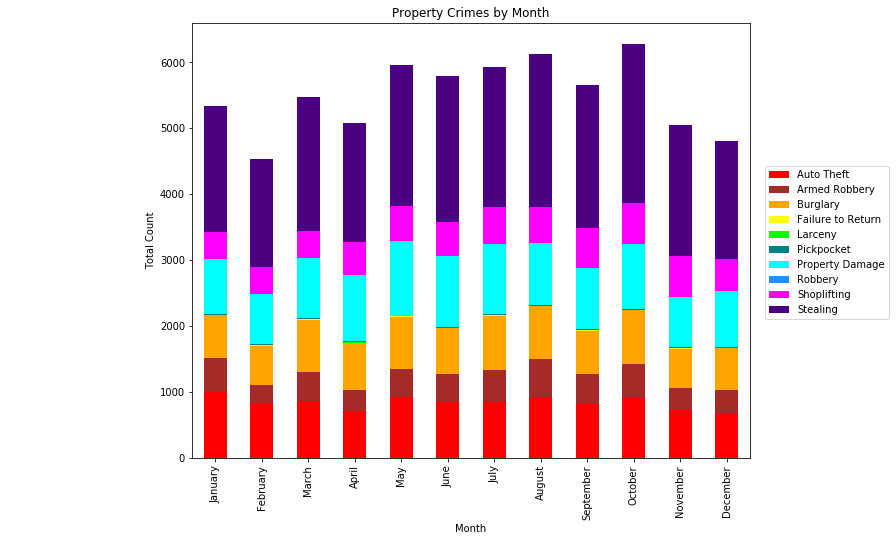 Property Crimes by Month
Total Count
6000
5000
4000
3000
2000
1000
0
January
February
March
April
May
June
July
August
September
October
November
December
Month
Auto Theft
Armed Robbery
Burglary
Failure to Return
Larceny
Pickpocket
Property Damage
Robbery
Shoplifting
Stealing